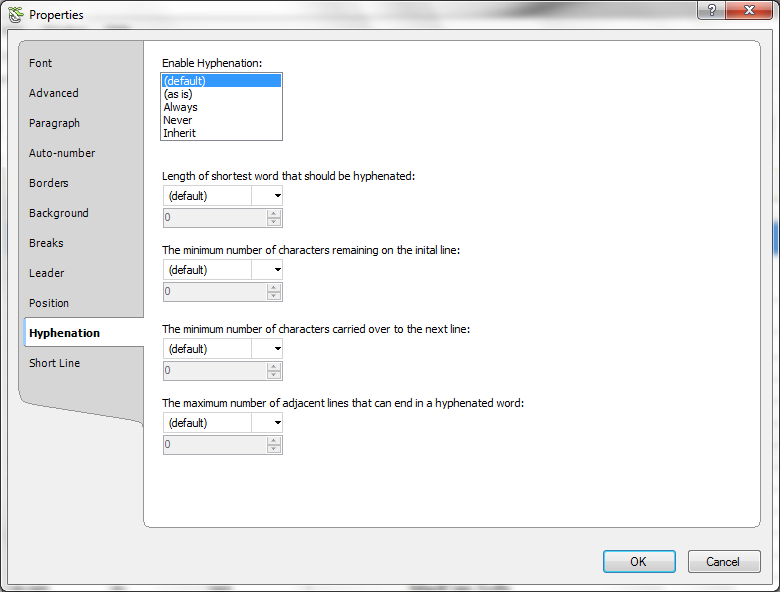 Properties
?
Font
Advanced
Paragraph
Auto-number
Borders
Background
Breaks
Leader
Position
Hyphenation
Short Line
Enable Hyphenation:
(default)
(as is)
Always
Never
Inherit
Length of shortest word that should be hyphenated:
(default)
0
The minimum number of characters remaining on the inital line:
(default)
0
The minimum number of characters carried over to the next line:
(default)
0
The maximum number of adjacent lines that can end in a hyphenated word:
(default)
0
OK
Cancel